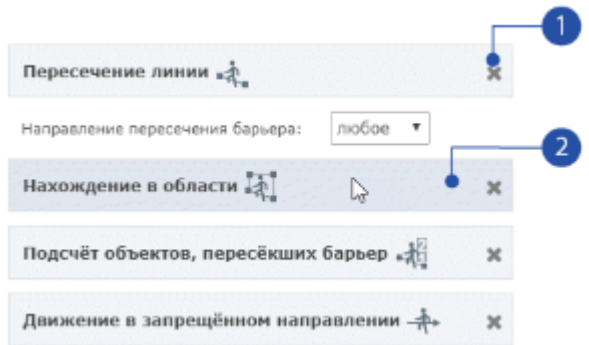 1
Пересечение линии
Направление пересечения барьера: любое
2
Нахождение в области
Подсчёт объектов, пересёкших барьер
Движение в запрещённом направлении